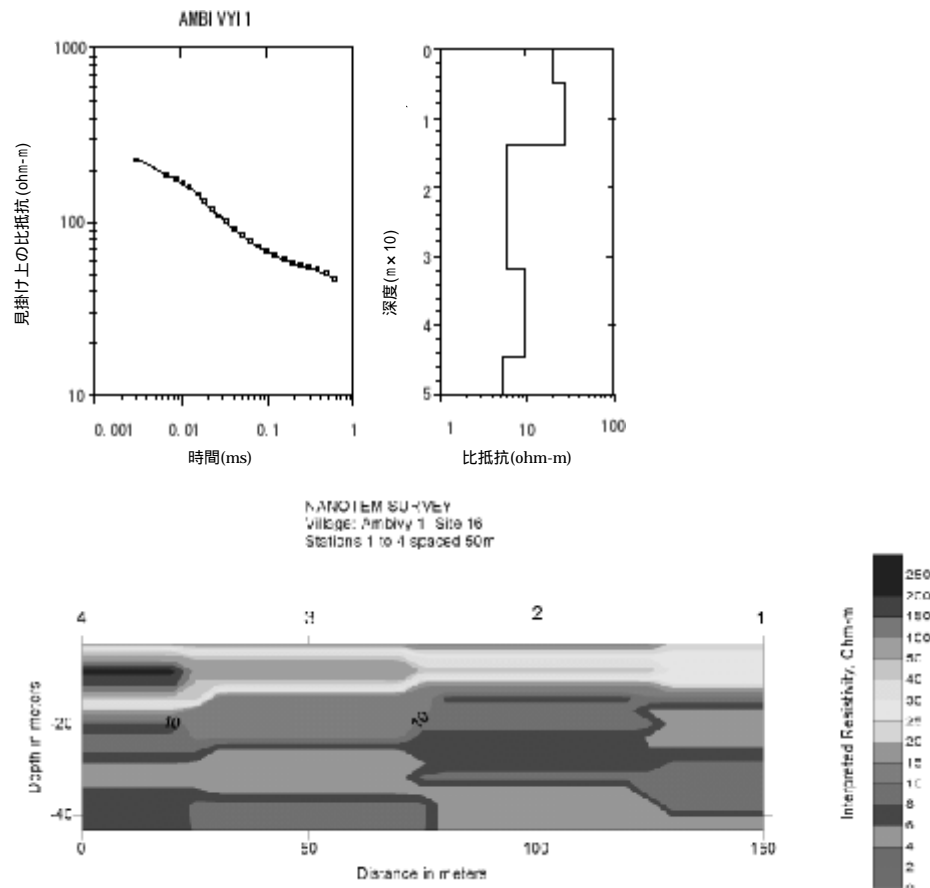 AMBI VYI 1
1000
100
10
見掛け上の比抵抗(ohm-m)
0.001 0.01 0.1 1
時間(ms)
0
1
2
3
4
5
深度(m×10)
1 10 100
比抵抗(ohm-m)
NANOTEM SURVEY
Village: Ambivy 1 Site 16
Stations 1 to 4 spaced 50m
4 3 2 1
Depth in meters
-20
-40
10
0 50 100 150
Distance in meters
Interpreted Resistivity, Ohm-m
250
200
150
100
50
40
30
25
20
15
10
8
6
4
2
0